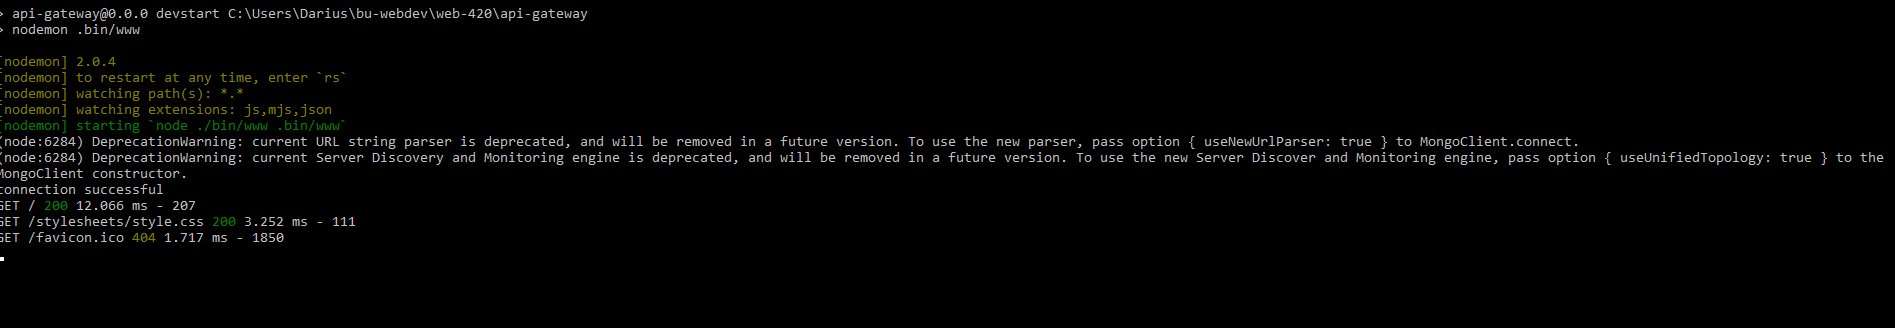 > api-gateway@0.0.0 devstart C:\Users\Darius\bu-webdev\web-420\api-gateway
> nodemon .bin/www
[nodemon] 2.0.4
[nodemon] to restart at any time, enter `rs`
[nodemon] watching path(s): *.*
[nodemon] watching extensions: js,mjs,json
[nodemon] starting `node ./bin/www .bin/www`
(node:6284) DeprecationWarning: current URL string parser is deprecated, and will be removed in a future version. To use the new parser, pass option { useNewUrlParser: true } to MongoClient.connect.
(node:6284) DeprecationWarning: current Server Discovery and Monitoring engine is deprecated, and will be removed in a future version. To use the new Server Discover and Monitoring engine, pass option { useUnifiedTopology: true } to the
MongoClient constructor.
connection successful
GET / 200 12.066 ms - 207
GET /stylesheets/style.css 200 3.252 ms - 111
GET /favicon.ico 404 1.717 ms - 1850